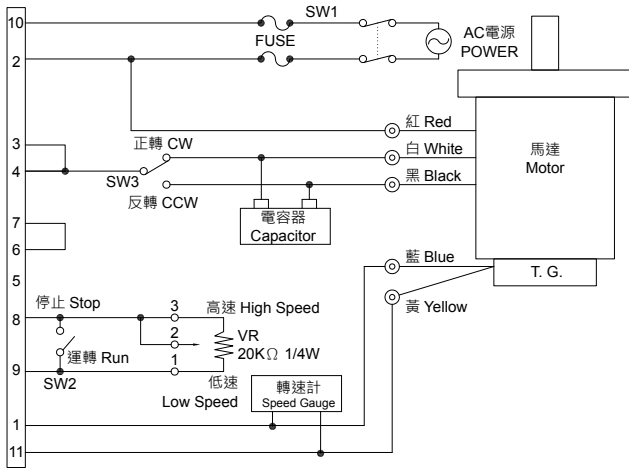 10
SW1
FUSE
AC電源
POWER
2
紅 Red
3
正轉 CW
白 White
馬達
Motor
4
SW3
黑 Black
反轉 CCW
電容器
Capacitor
7
6
藍 Blue
T. G.
5
黃 Yellow
停止 Stop
3
高速 High Speed
8
2
VR
20KΩ 1/4W
運轉 Run
1
9
SW2
低速
Low Speed
轉速計
Speed Gauge
1
11